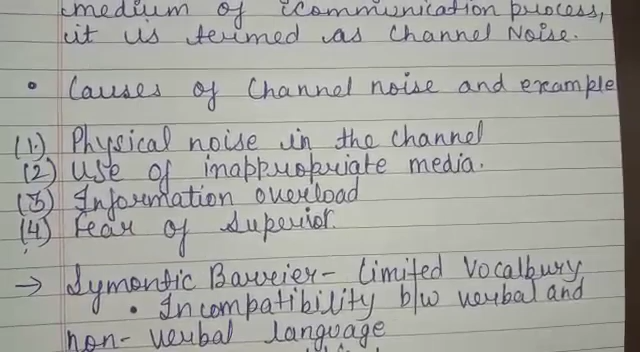 medium of communication process,
it is termed as Channel Noise.
• Causes of Channel noise and example
(1.) Physical noise in the channel
(2) Use of inappropriate media.
(3) Information overload
(4) Fear of Superior.
→ Symontic Barrier - limited Vocalbury
• Incompatibility b/w verbal and
non-verbal language